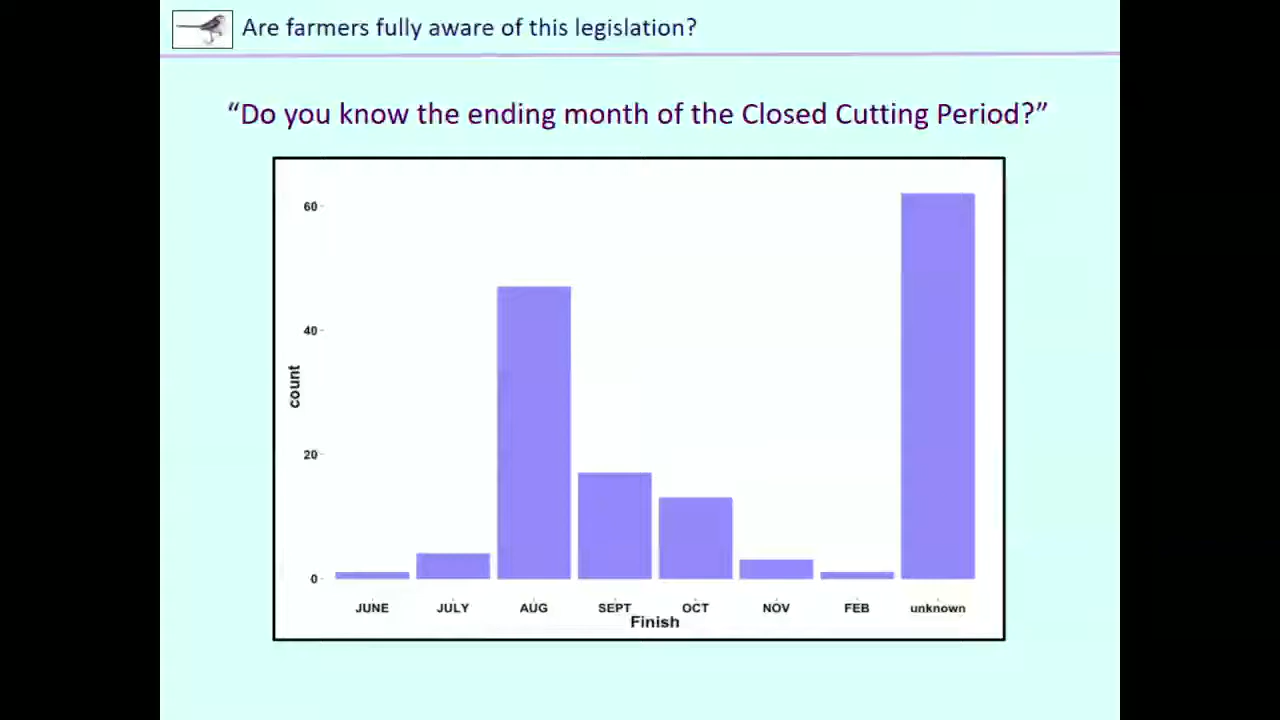 Are farmers fully aware of this legislation?
“Do you know the ending month of the Closed Cutting Period?”
60
40
20
0
count
JUNE JULY AUG SEPT OCT NOV FEB unknown
Finish